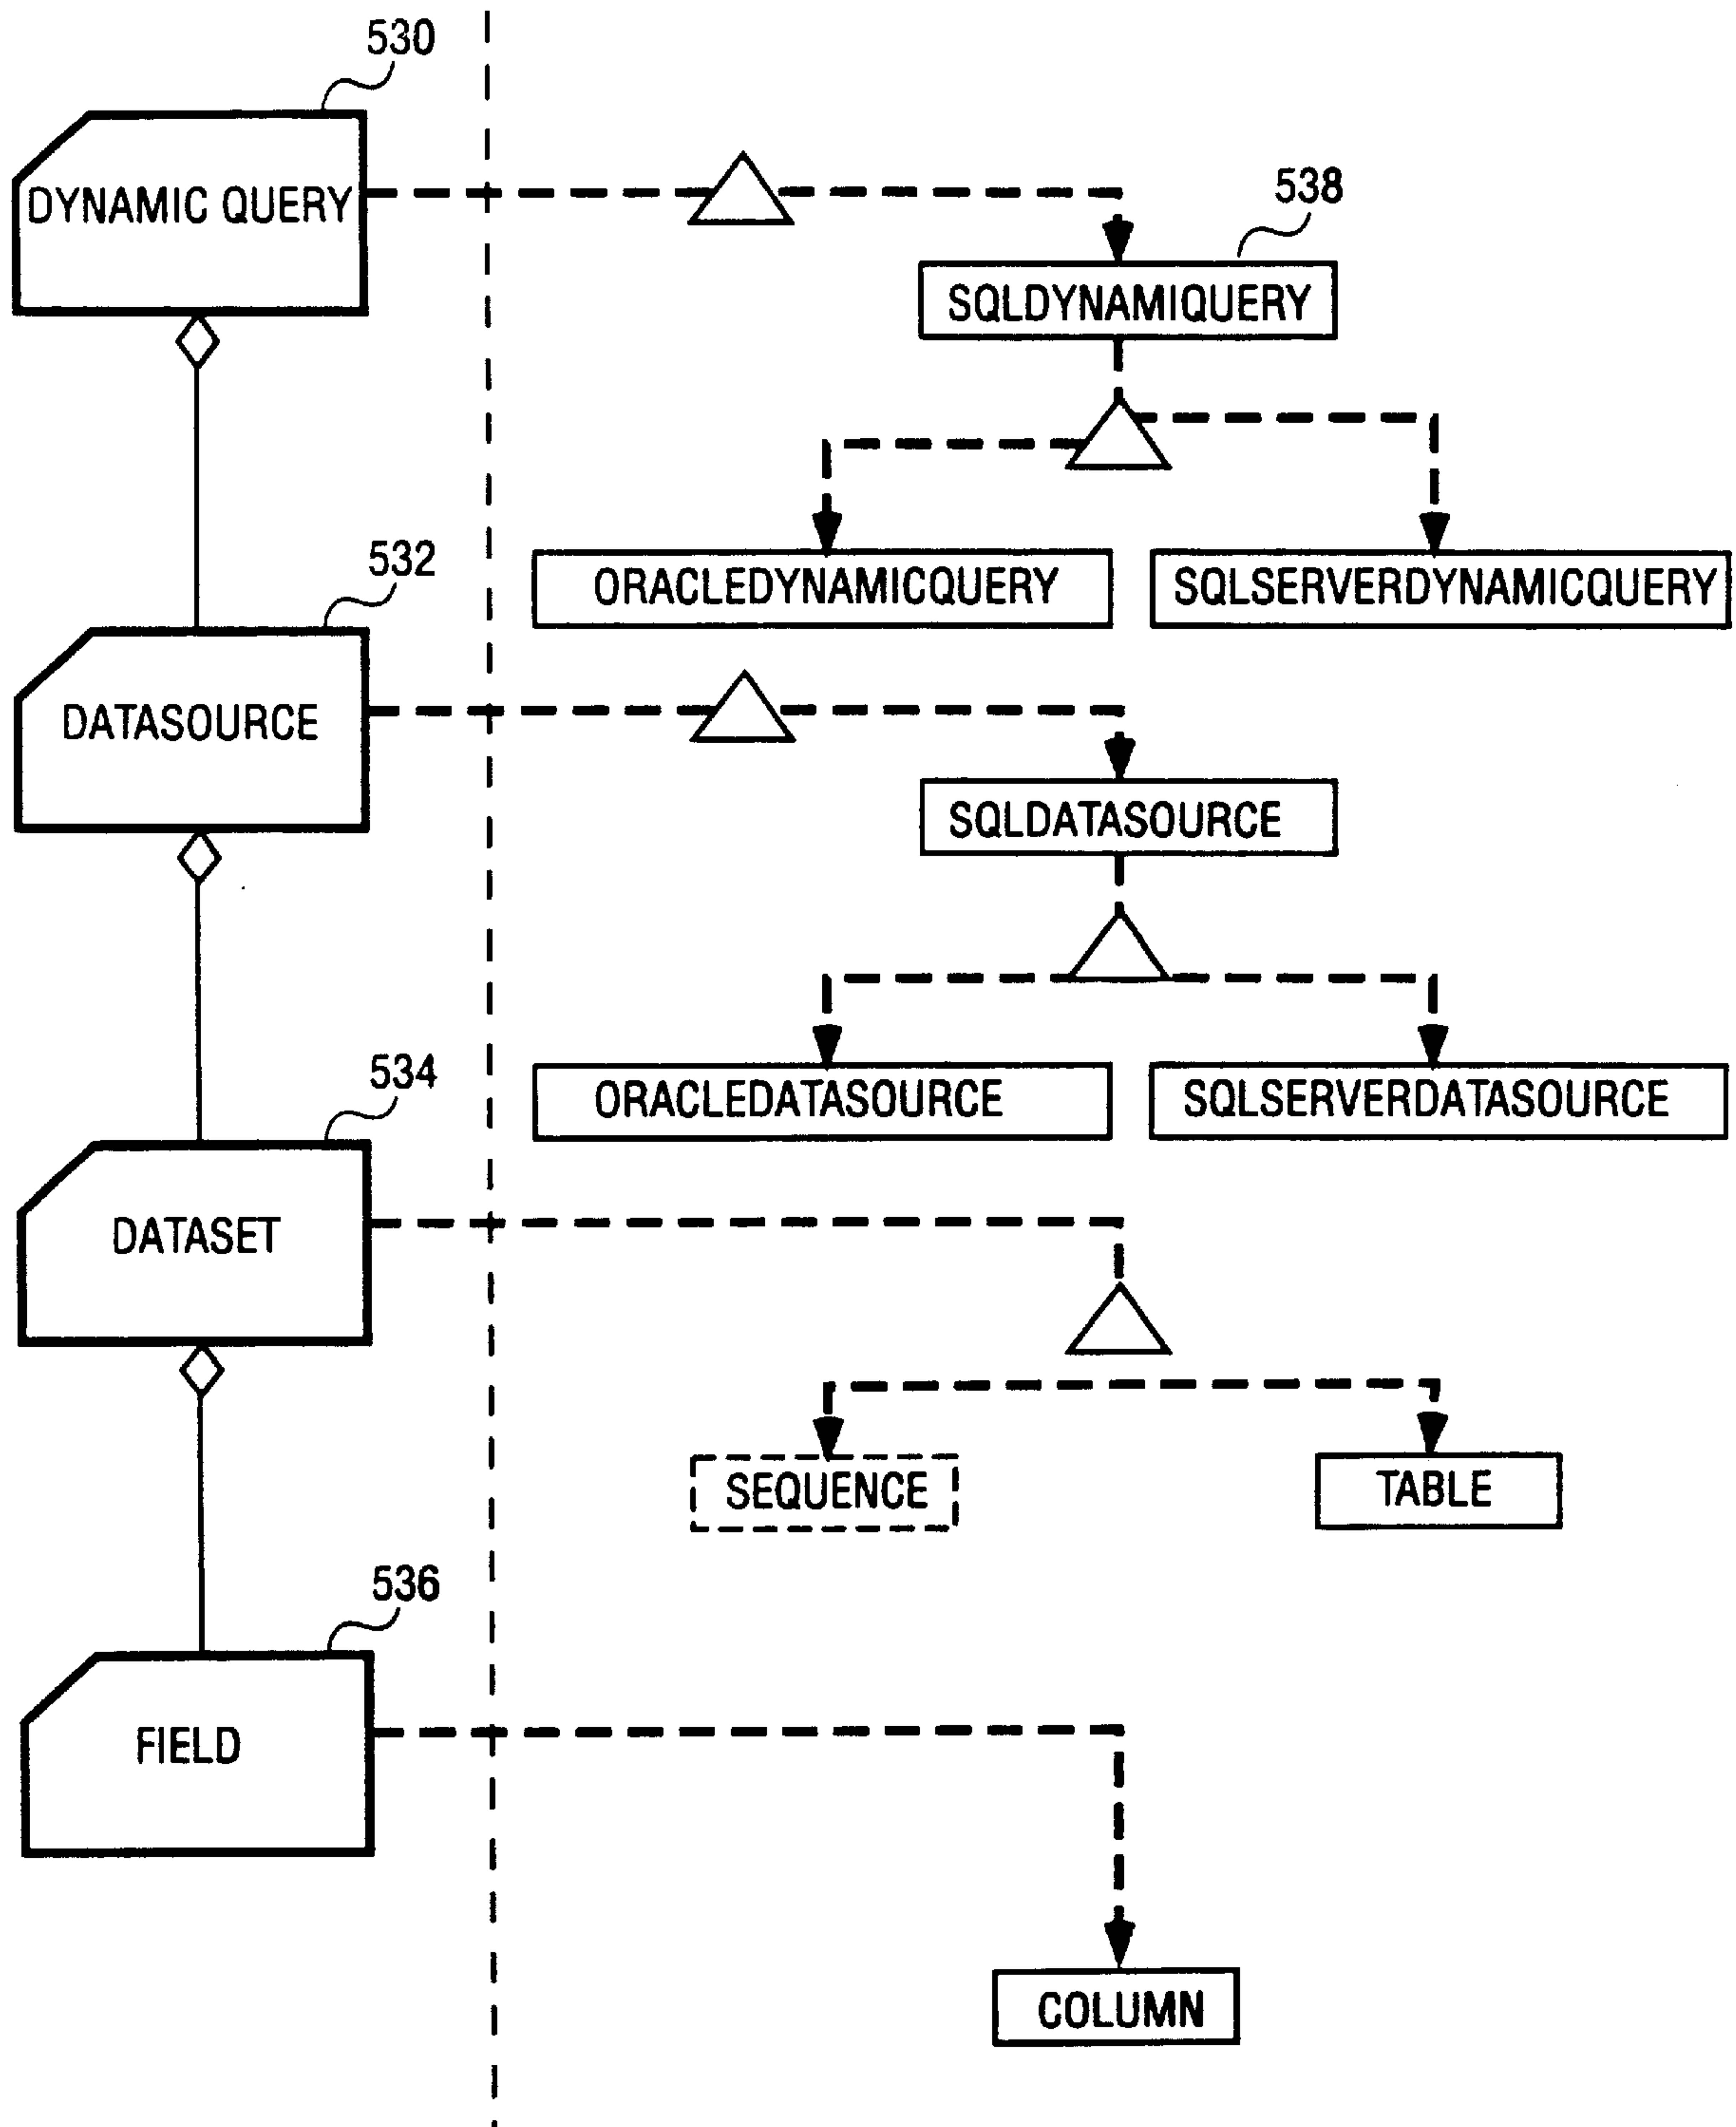 530
DYNAMIC QUERY
538
SQLDYNAMIQUERY
ORACLEDYNAMICQUERY
SQLSERVERDYNAMICQUERY
532
DATASOURCE
SQLDATASOURCE
ORACLEDATASOURCE
SQLSERVERDATASOURCE
534
DATASET
SEQUENCE
TABLE
536
FIELD
COLUMN